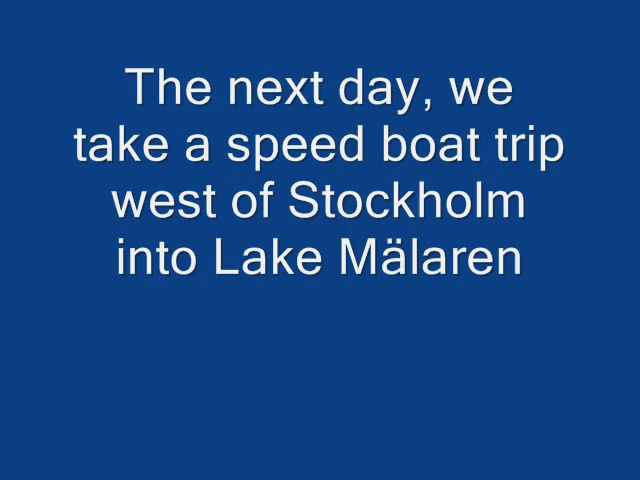 The next day, we
take a speed boat trip
west of Stockholm
into Lake Mälaren